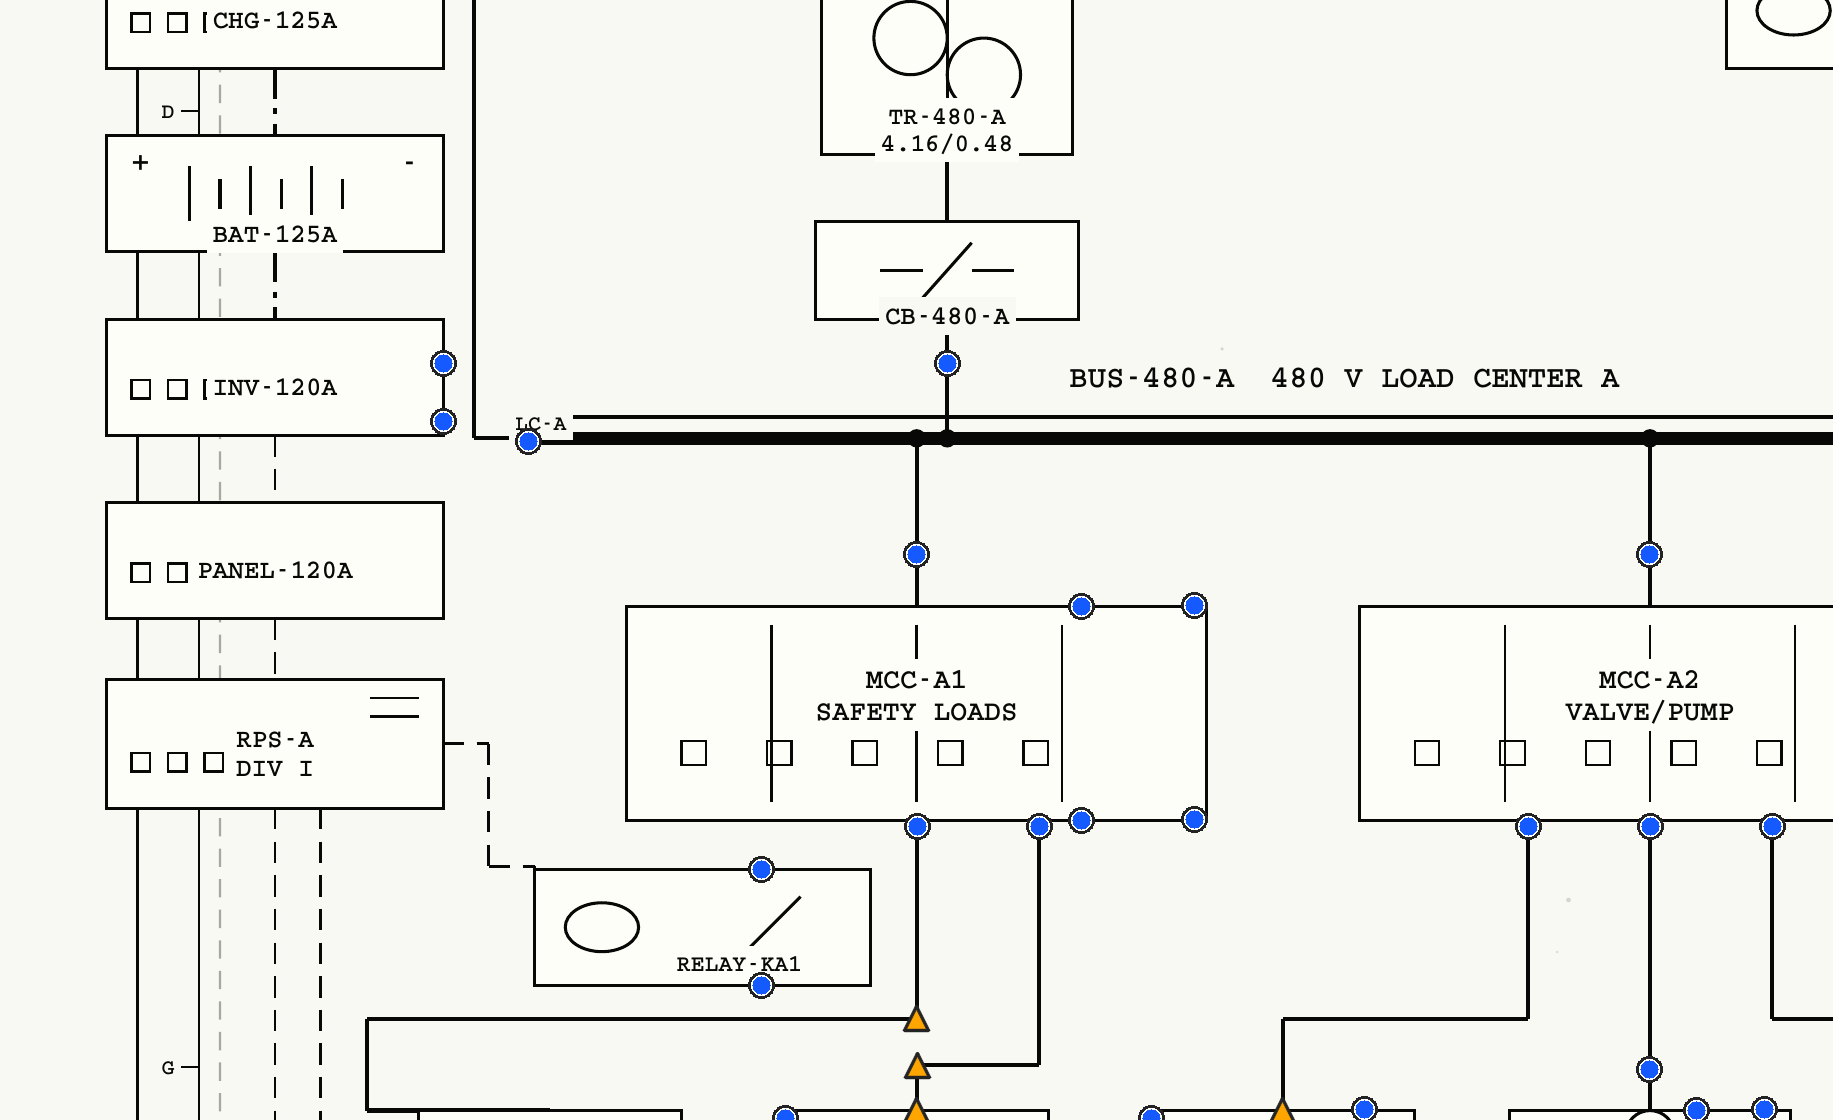 CHG-125A
D
TR-480-A
4.16/0.48
+ -
BAT-125A
CB-480-A
INV-120A
BUS-480-A 480 V LOAD CENTER A
LC-A
PANEL-120A
MCC-A1
SAFETY LOADS
MCC-A2
VALVE/PUMP
RPS-A
DIV I
RELAY-KA1
G